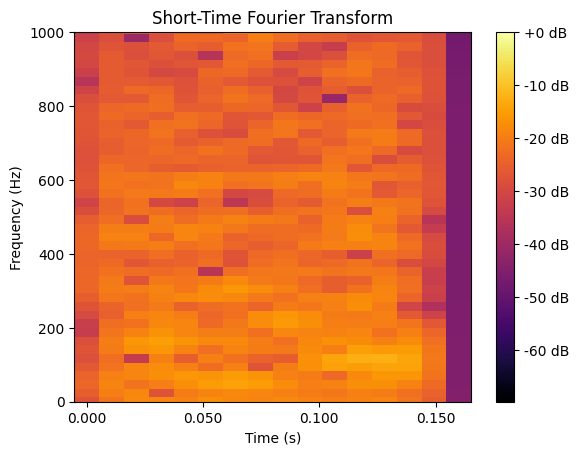 Short-Time Fourier Transform
1000
800
600
400
200
0
Frequency (Hz)
0.000
0.050
0.100
0.150
Time (s)
+0 dB
-10 dB
-20 dB
-30 dB
-40 dB
-50 dB
-60 dB